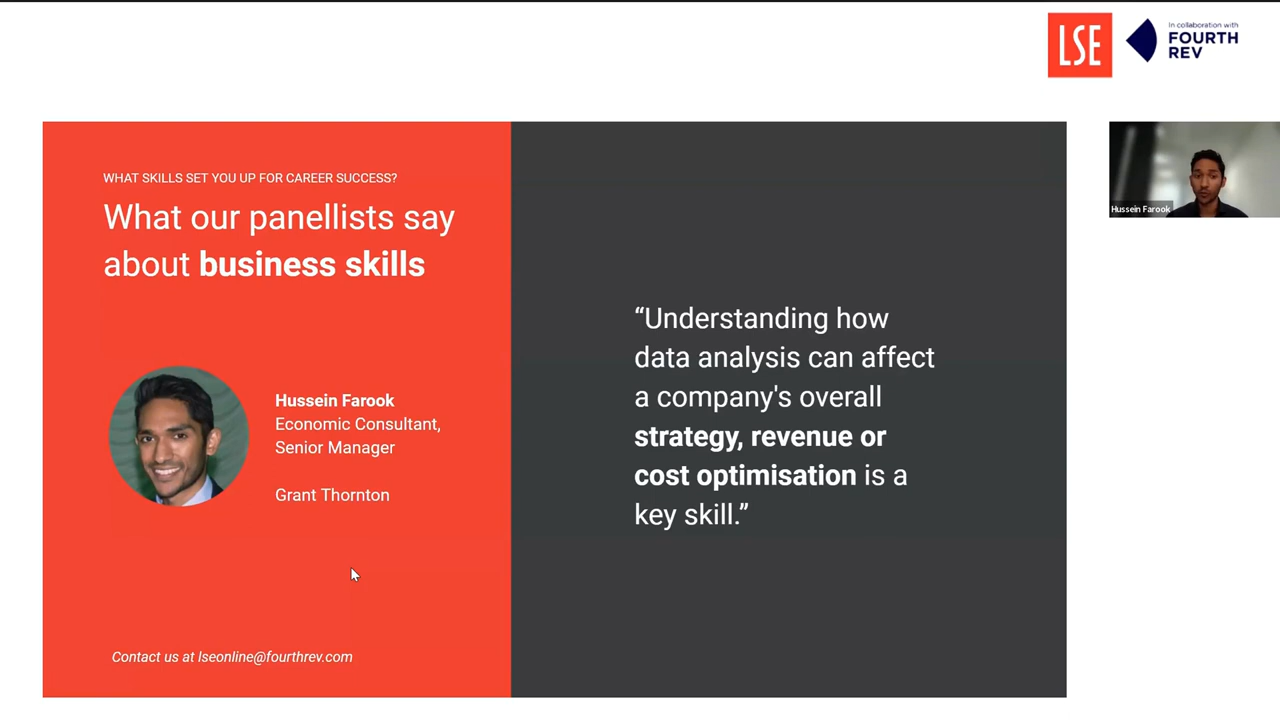 LSE
In collaboration with
FOURTH
REV
WHAT SKILLS SET YOU UP FOR CAREER SUCCESS?
What our panellists say
about business skills
Hussein Farook
Economic Consultant,
Senior Manager
Grant Thornton
Contact us at lseonline@fourthrev.com
“Understanding how
data analysis can affect
a company's overall
strategy, revenue or
cost optimisation is a
key skill.”
Hussein Farook